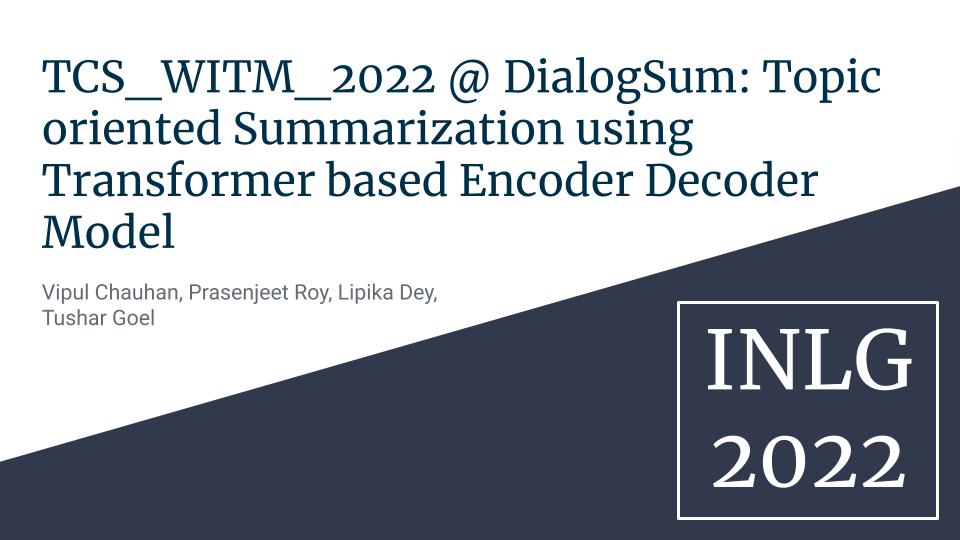 TCS_WITM_2022 @ DialogSum: Topic
oriented Summarization using
Transformer based Encoder Decoder
Model
Vipul Chauhan, Prasenjeet Roy, Lipika Dey,
Tushar Goel
INLG
2022